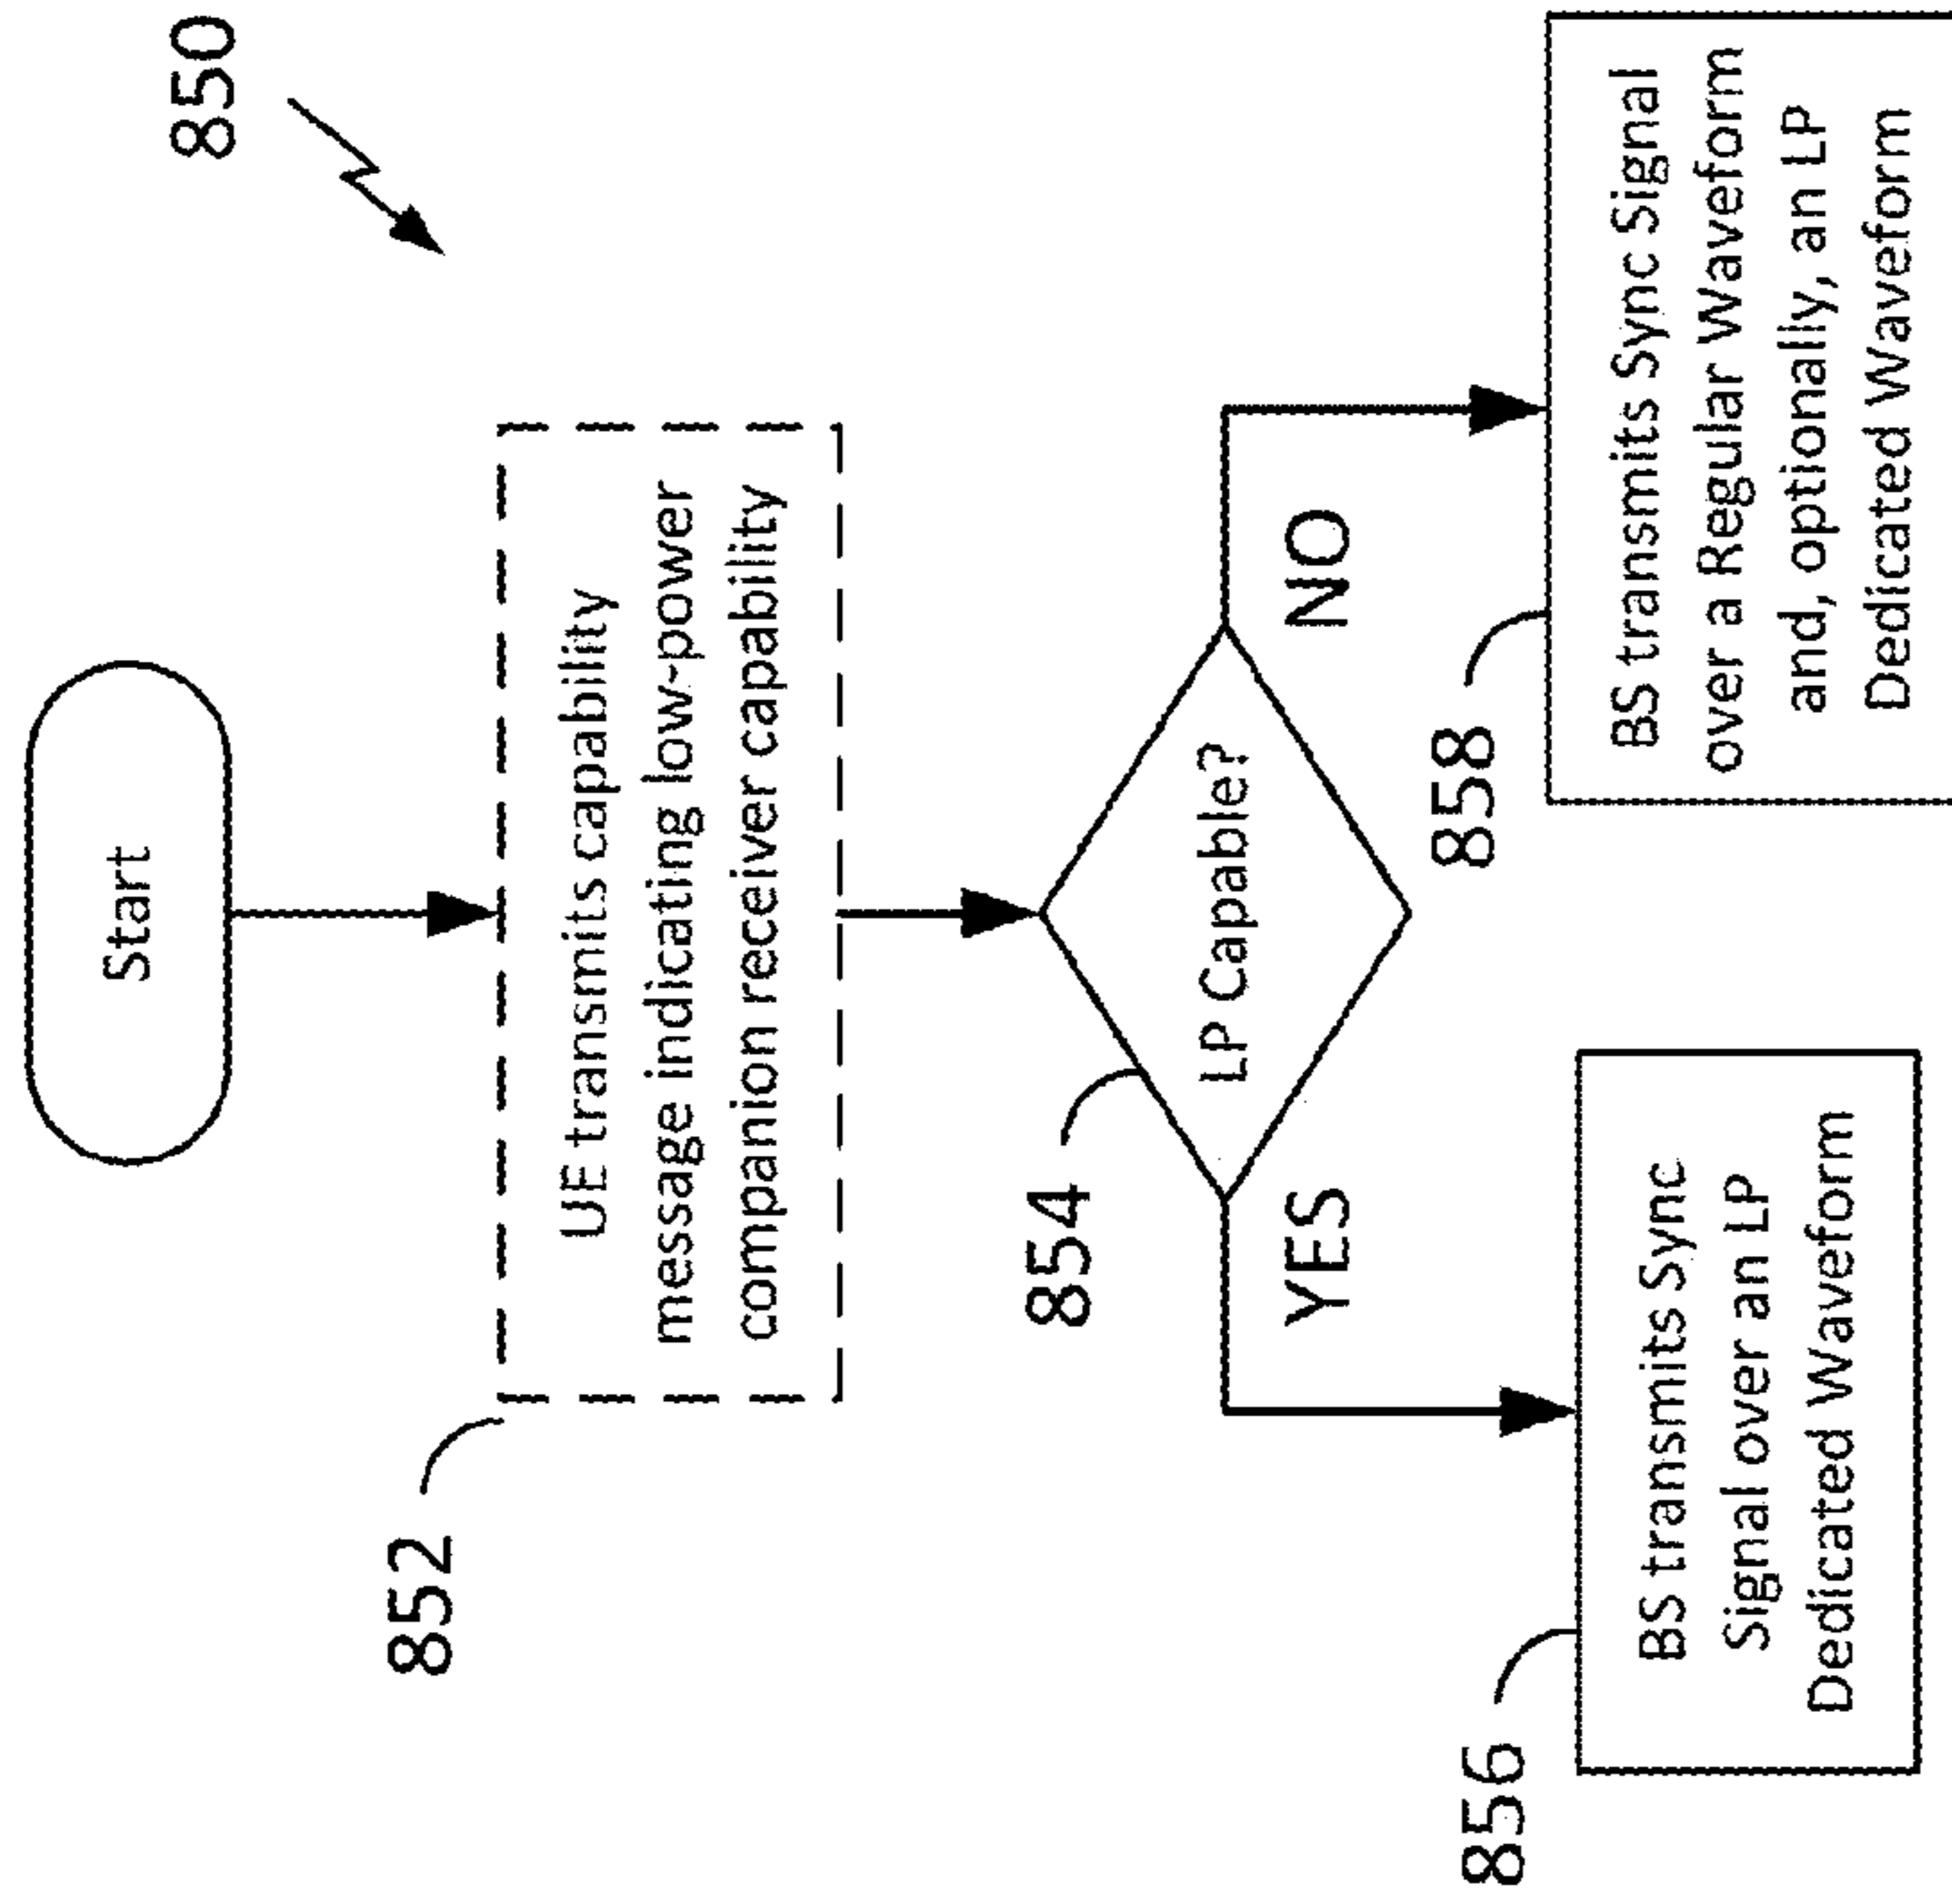 850
Start
852
UE transmits capability
message indicating low-power
companion receiver capability
854
LP Capable?
YES
NO
856
BS transmits Sync
Signal over an LP
Dedicated Waveform
858
BS transmits Sync Signal
over a Regular Waveform
and, optionally, an LP
Dedicated Waveform